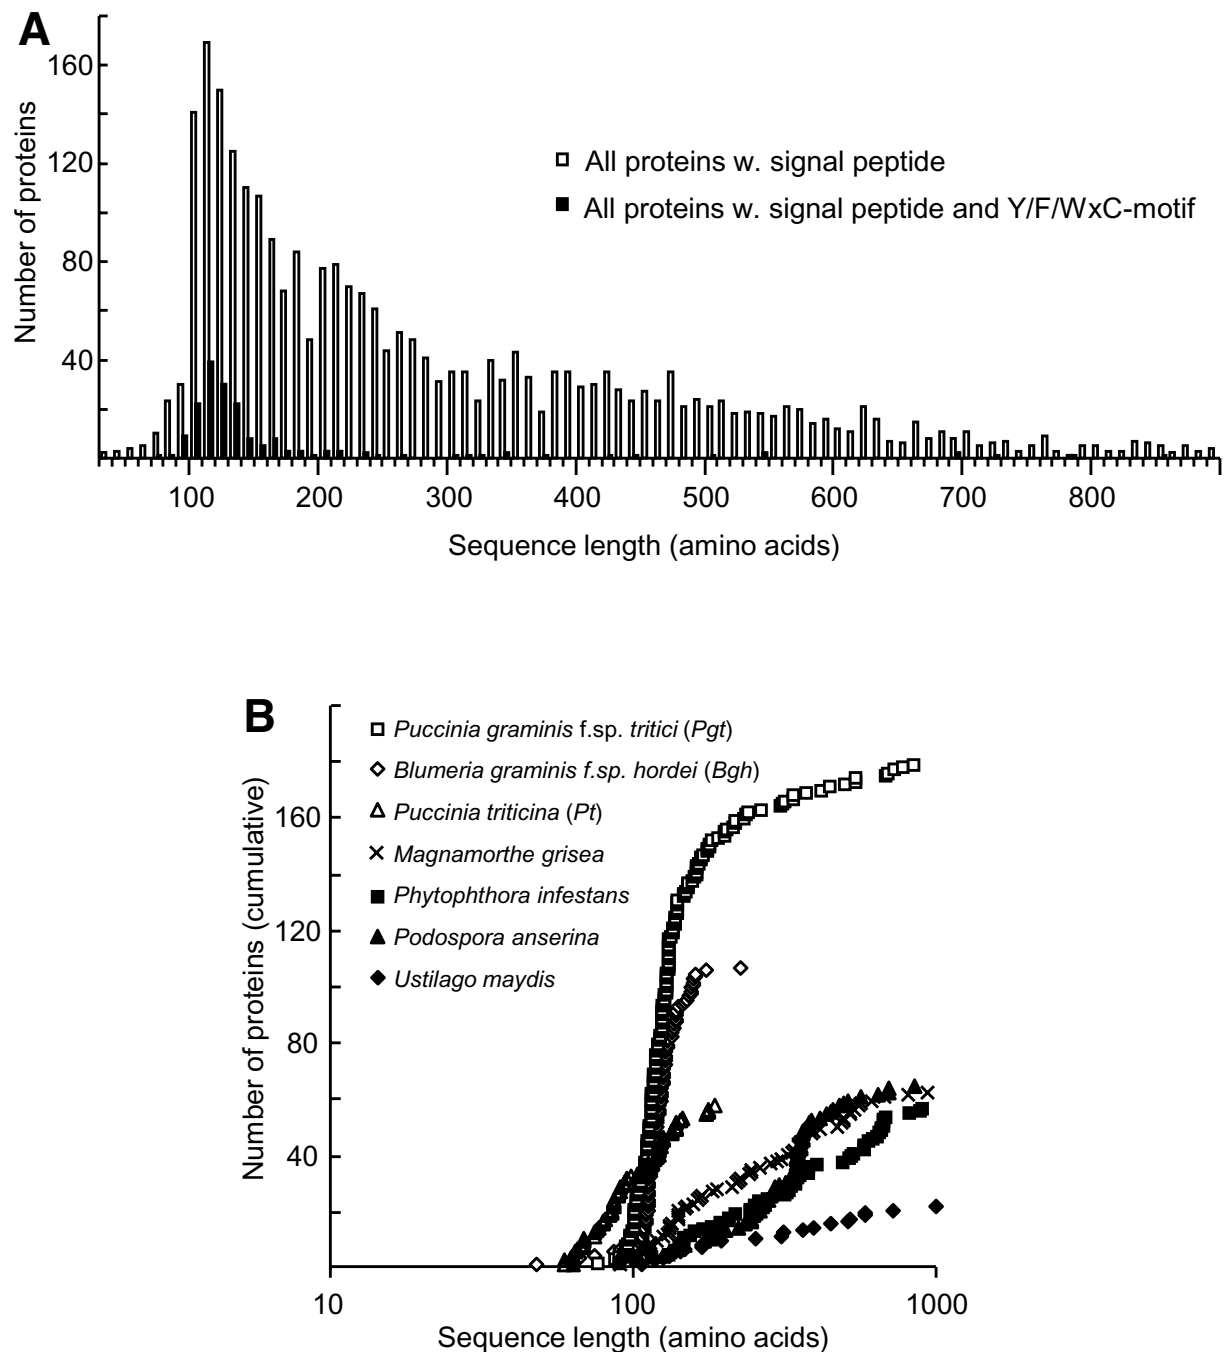 A
160
120
80
40
Number of proteins
All proteins w. signal peptide
All proteins w. signal peptide and Y/F/WxC-motif
100 200 300 400 500 600 700 800
Sequence length (amino acids)
B
Puccinia graminis f.sp. tritici (Pgt)
Blumeria graminis f.sp. hordei (Bgh)
Puccinia triticina (Pt)
Magnamorthe grisea
Phytophthora infestans
Podospora anserina
Ustilago maydis
160
120
80
40
Number of proteins (cumulative)
10 100 1000
Sequence length (amino acids)